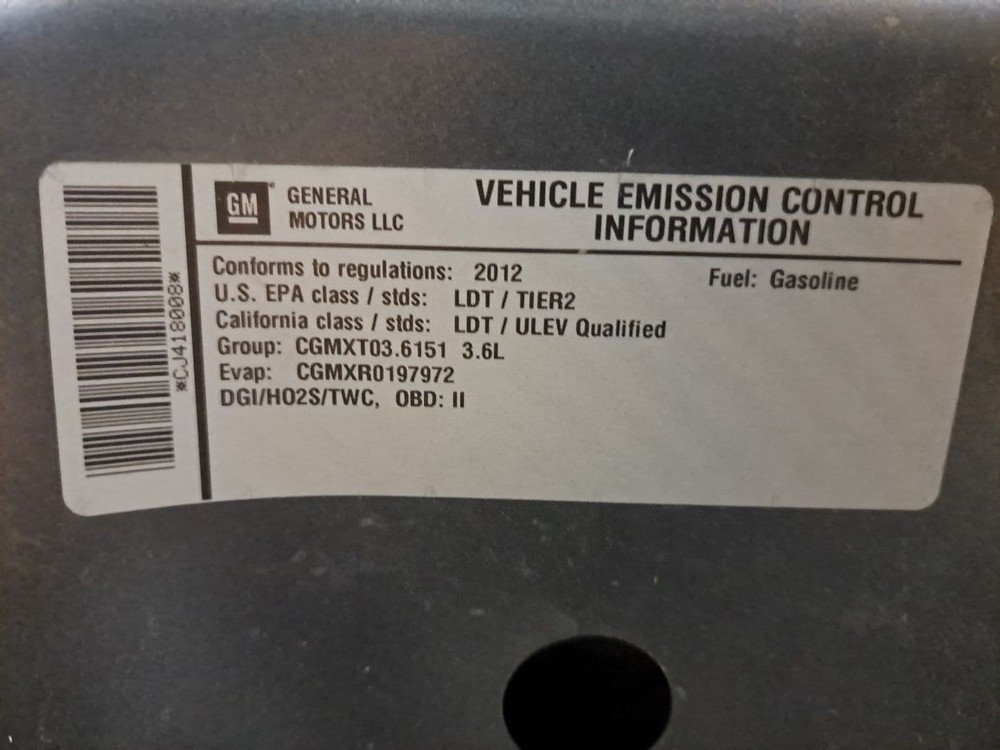 GM
GENERAL
MOTORS LLC
VEHICLE EMISSION CONTROL
INFORMATION
Conforms to regulations: 2012
Fuel: Gasoline
U.S. EPA class / stds: LDT / TIER2
California class / stds: LDT / ULEV Qualified
Group: CGMXT03.6151 3.6L
Evap: CGMXR0197972
DGI/HO2S/TWC, OBD: II
*CJ418008*